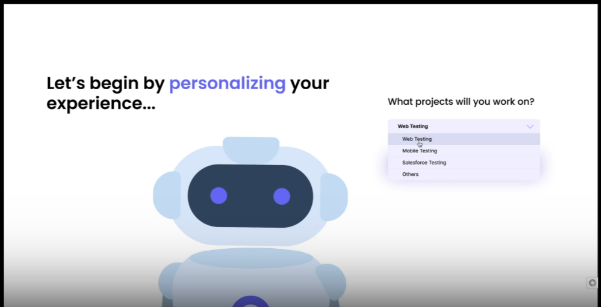 Let's begin by personalizing your
experience...
What projects will you work on?
Web Testing
Web Testing
Mobile Testing
Salesforce Testing
Others